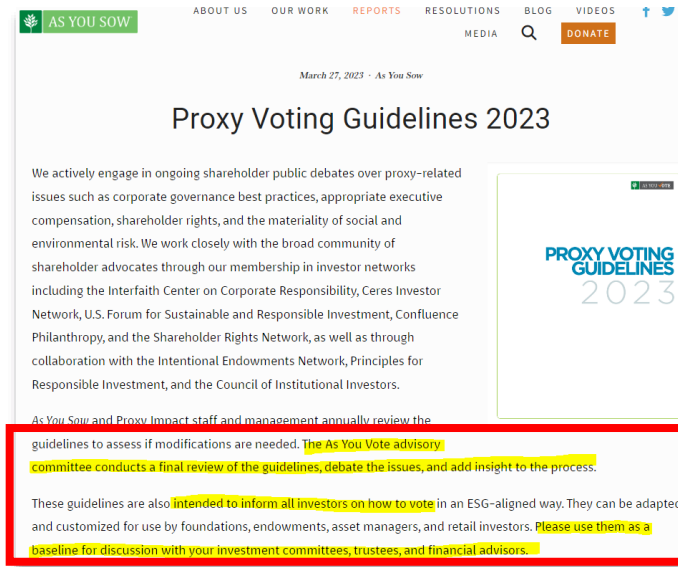 AS YOU SOW
ABOUT US OUR WORK REPORTS RESOLUTIONS BLOG VIDEOS
MEDIA DONATE
March 27, 2023 · As You Sow
Proxy Voting Guidelines 2023
We actively engage in ongoing shareholder public debates over proxy-related
issues such as corporate governance best practices, appropriate executive
compensation, shareholder rights, and the materiality of social and
environmental risk. We work closely with the broad community of
shareholder advocates through our membership in investor networks
including the Interfaith Center on Corporate Responsibility, Ceres Investor
Network, U.S. Forum for Sustainable and Responsible Investment, Confluence
Philanthropy, and the Shareholder Rights Network, as well as through
collaboration with the Intentional Endowments Network, Principles for
Responsible Investment, and the Council of Institutional Investors.
AS YOU VOTE
PROXY VOTING
GUIDELINES
2023
As You Sow and Proxy Impact staff and management annually review the
guidelines to assess if modifications are needed. The As You Vote advisory
committee conducts a final review of the guidelines, debate the issues, and add insight to the process.
These guidelines are also intended to inform all investors on how to vote in an ESG-aligned way. They can be adapted
and customized for use by foundations, endowments, asset managers, and retail investors. Please use them as a
baseline for discussion with your investment committees, trustees, and financial advisors.